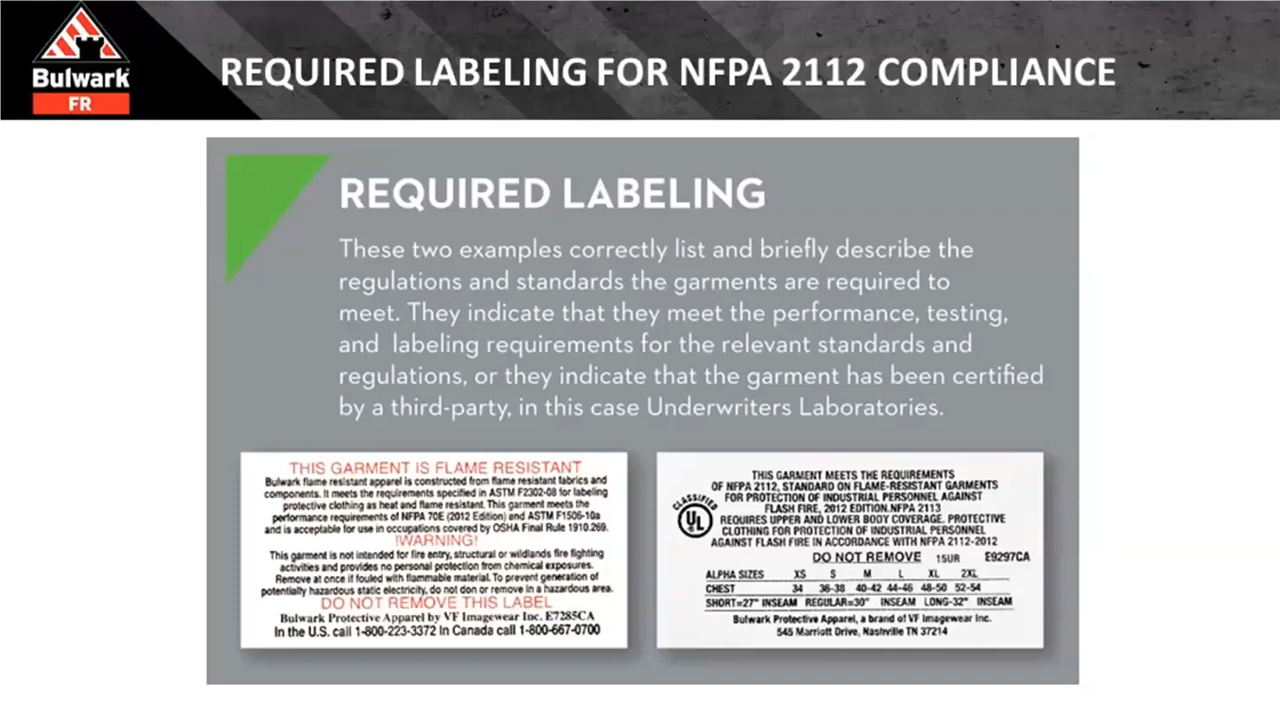 Bulwark
FR
REQUIRED LABELING FOR NFPA 2112 COMPLIANCE
REQUIRED LABELING
These two examples correctly list and briefly describe the
regulations and standards the garments are required to
meet. They indicate that they meet the performance, testing,
and labeling requirements for the relevant standards and
regulations, or they indicate that the garment has been certified
by a third-party, in this case Underwriters Laboratories.
THIS GARMENT IS FLAME RESISTANT
Bulwark flame resistant apparel is constructed from flame resistant fabrics and
components. It meets the requirements specified in ASTM F2302-08 for labeling
protective clothing as heat and flame resistant. This garment meets the
performance requirements of NFPA 70E (2012 Edition) and ASTM F1506-10a
and is acceptable for use in occupations covered by OSHA Final Rule 1910.269.
!WARNING!
This garment is not intended for fire entry, structural or wildlands fire fighting
activities and provides no personal protection from chemical exposures.
Remove at once if fouled with flammable material. To prevent generation of
potentially hazardous static electricity, do not don or remove in a hazardous area.
DO NOT REMOVE THIS LABEL
Bulwark Protective Apparel by VF Imagewear Inc. E7285CA
In the U.S. call 1-800-223-3372 In Canada call 1-800-667-0700
THIS GARMENT MEETS THE REQUIREMENTS
OF NFPA 2112, STANDARD ON FLAME-RESISTANT GARMENTS
FOR PROTECTION OF INDUSTRIAL PERSONNEL AGAINST
FLASH FIRE, 2012 EDITION.NFPA 2113
REQUIRES UPPER AND LOWER BODY COVERAGE. PROTECTIVE
CLOTHING FOR PROTECTION OF INDUSTRIAL PERSONNEL
AGAINST FLASH FIRE IN ACCORDANCE WITH NFPA 2112-2012
CLASSIFIED
UL
DO NOT REMOVE 15UR E9297CA
ALPHA SIZES XS S M L XL 2XL
CHEST 34 36-38 40-42 44-46 48-50 52-54
SHORT=27" INSEAM REGULAR=30" INSEAM LONG-32" INSEAM
Bulwark Protective Apparel, a brand of VF Imagewear Inc.
545 Marriott Drive, Nashville TN 37214